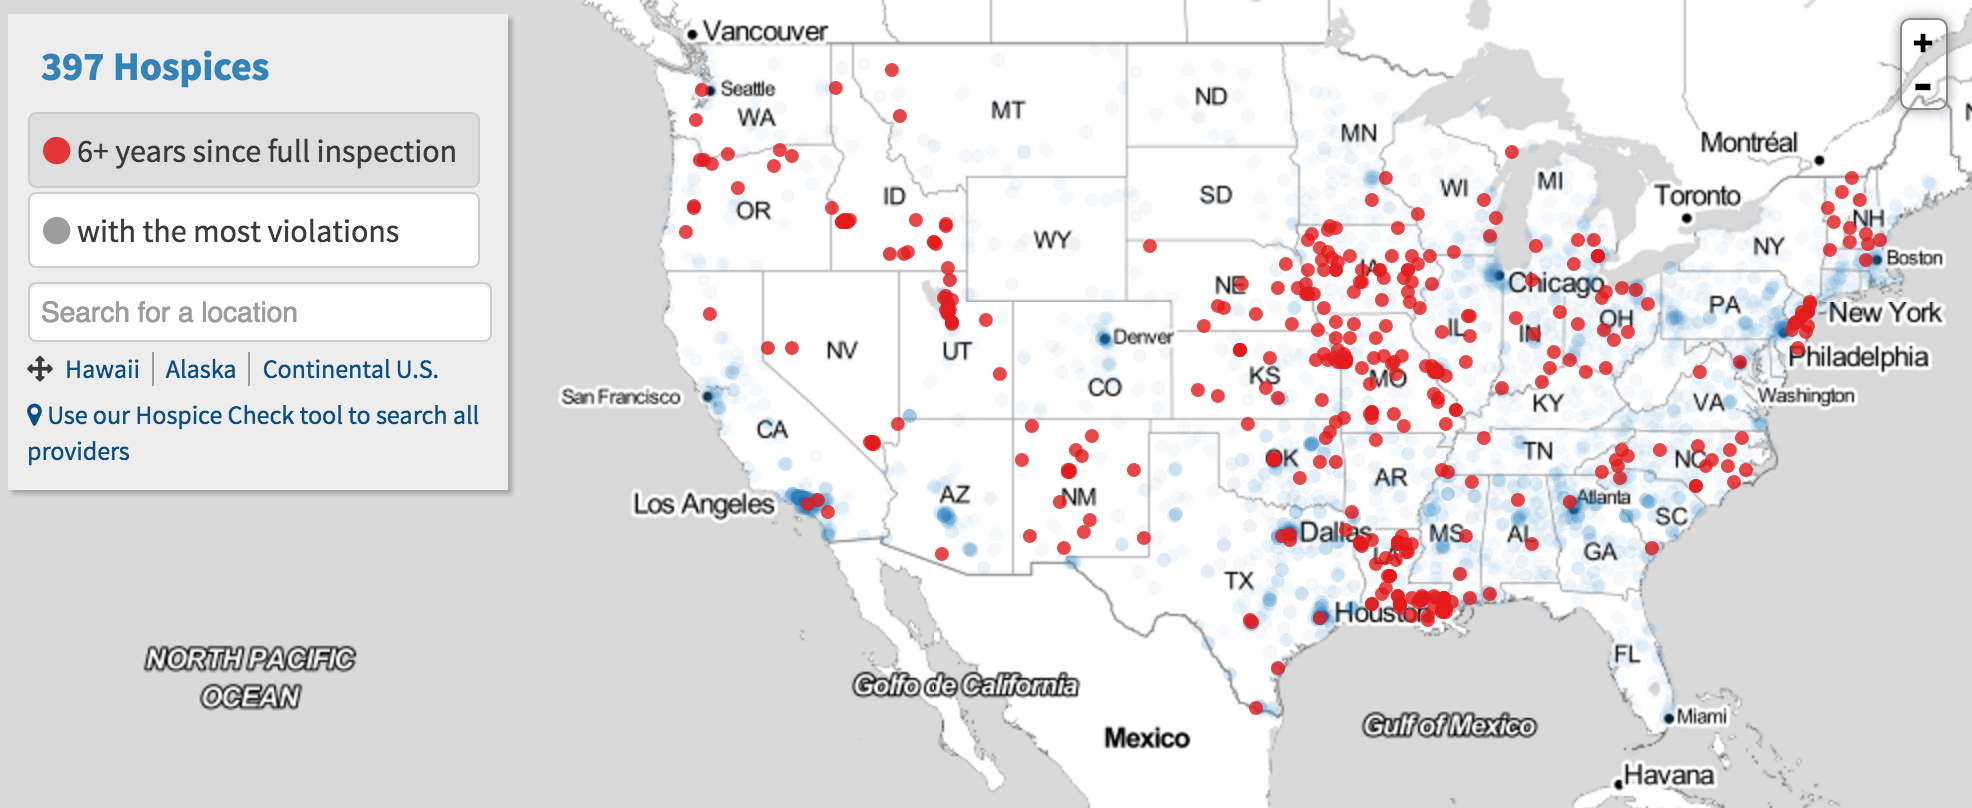 397 Hospices
6+ years since full inspection
with the most violations
Search for a location
Hawaii
Alaska
Continental U.S.
Use our Hospice Check tool to search all
providers
+
-
Vancouver
Seattle
WA
MT
ND
MN
Montréal
Toronto
OR
ID
SD
WI
MI
NH
WY
NY
Boston
NE
IA
Chicago
PA
New York
NV
UT
Denver
CO
KS
MO
IL
IN
OH
Philadelphia
Washington
San Francisco
CA
KY
VA
Los Angeles
AZ
NM
OK
AR
TN
NC
Atlanta
SC
Dallas
LA
MS
AL
GA
TX
Houston
FL
Miami
NORTH PACIFIC
OCEAN
Golfo de California
Mexico
Gulf of Mexico
Havana